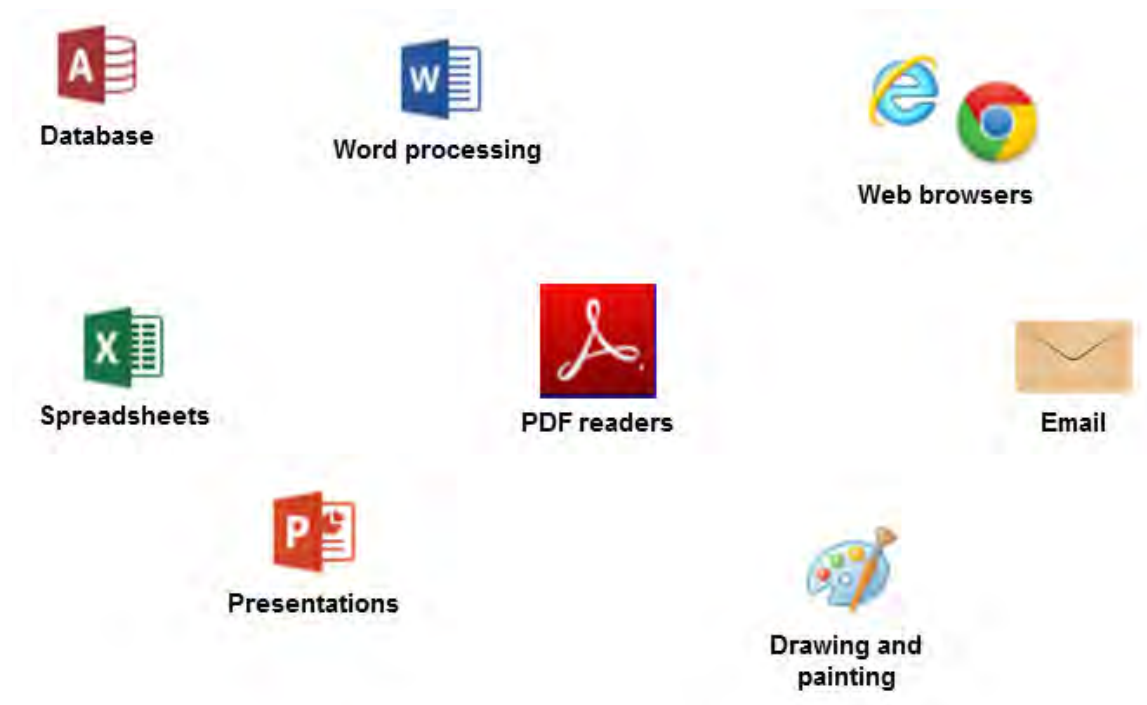 A
Database
W
Word processing
Web browsers
X
Spreadsheets
PDF readers
Email
P
Presentations
Drawing and
painting